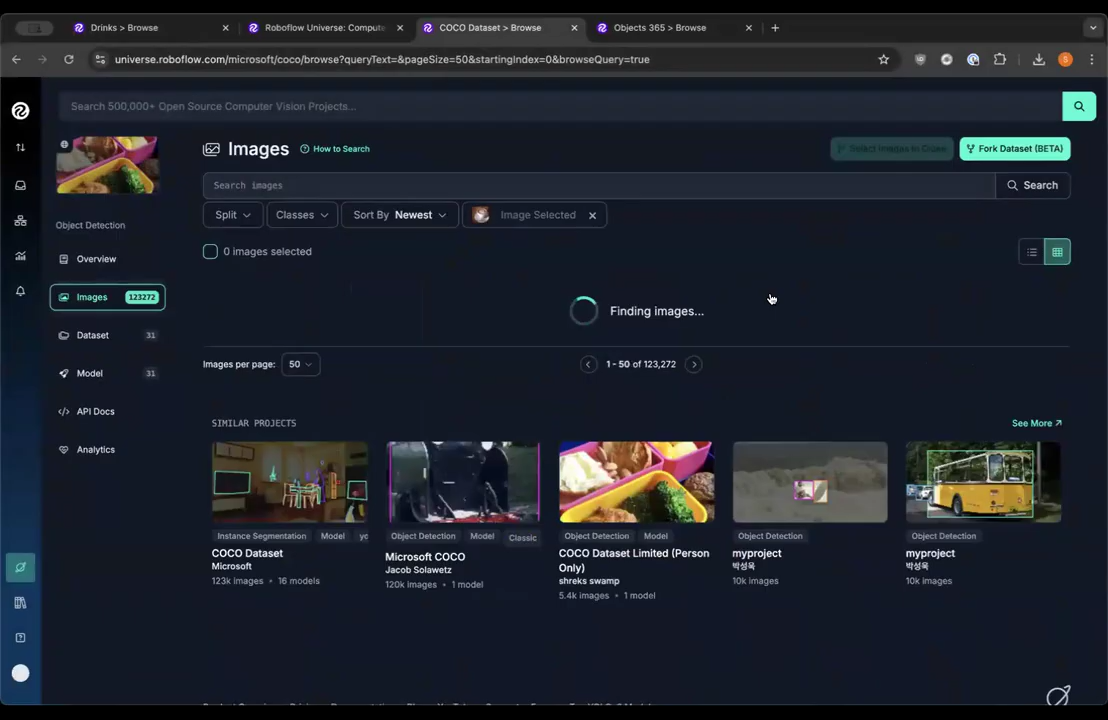 Drinks > Browse
Roboflow Universe: Compute
COCO Dataset > Browse
Objects 365 > Browse
universe.roboflow.com/microsoft/coco/browse?queryText=&pageSize=50&startingIndex=0&browseQuery=true
S
Search 500,000+ Open Source Computer Vision Projects...
Images
How to Search
Select Images to Clone
Fork Dataset (BETA)
Search images
Search
Split
Classes
Sort By Newest
Image Selected
0 images selected
Object Detection
Overview
Images 123272
Dataset 31
Model 31
API Docs
Analytics
Finding images...
Images per page: 50
1 - 50 of 123,272
SIMILAR PROJECTS
See More
Instance Segmentation Model yo
COCO Dataset
Microsoft
123k images • 16 models
Object Detection Model Classic
Microsoft COCO
Jacob Solawetz
120k images • 1 model
Object Detection Model
COCO Dataset Limited (Person
Only)
shreks swamp
5.4k images • 1 model
Object Detection
myproject
박성욱
10k images
Object Detection
myproject
박성욱
10k images